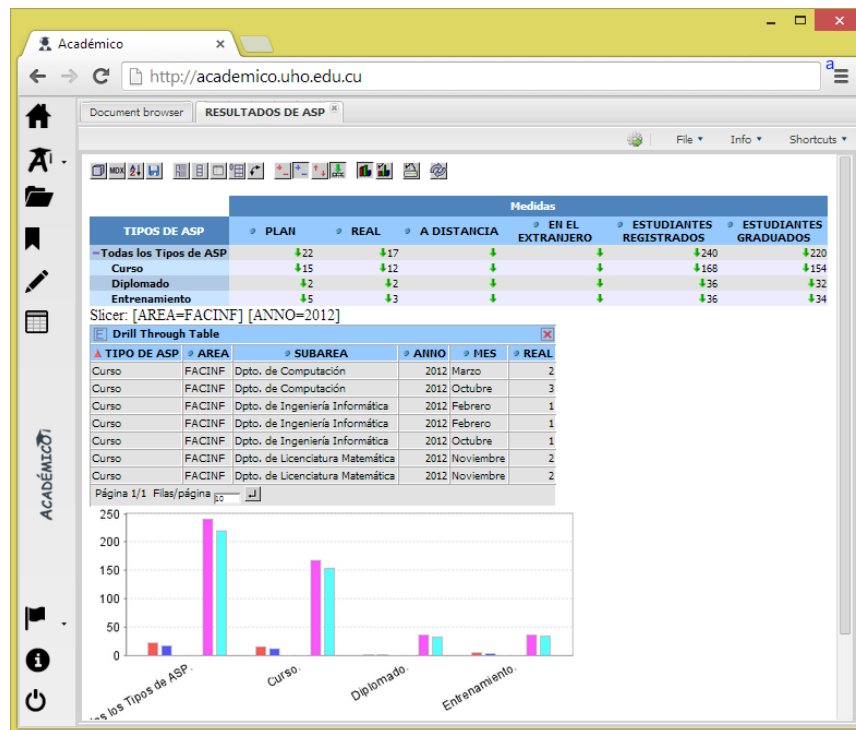 Académico
http://academico.uho.edu.cu
a
Document browser RESULTADOS DE ASP
File Info Shortcuts
MDX
Medidas
TIPOS DE ASP PLAN REAL A DISTANCIA EN EL EXTRANJERO ESTUDIANTES REGISTRADOS ESTUDIANTES GRADUADOS
Todas los Tipos de ASP 22 17 240 220
Curso 15 12 168 154
Diplomado 2 2 36 32
Entrenamiento 5 3 36 34
Slicer: [AREA=FACINF] [ANNO=2012]
Drill Through Table
TIPO DE ASP AREA SUBAREA ANNO MES REAL
Curso FACINF Dpto. de Computación 2012 Marzo 2
Curso FACINF Dpto. de Computación 2012 Octubre 3
Curso FACINF Dpto. de Ingeniería Informática 2012 Febrero 1
Curso FACINF Dpto. de Ingeniería Informática 2012 Febrero 1
Curso FACINF Dpto. de Ingeniería Informática 2012 Octubre 1
Curso FACINF Dpto. de Licenciatura Matemática 2012 Noviembre 2
Curso FACINF Dpto. de Licenciatura Matemática 2012 Noviembre 2
Página 1/1 Filas/página 10
ACADÉMICO
250
200
150
100
50
0
los Tipos de ASP.
Curso.
Diplomado.
Entrenamiento.